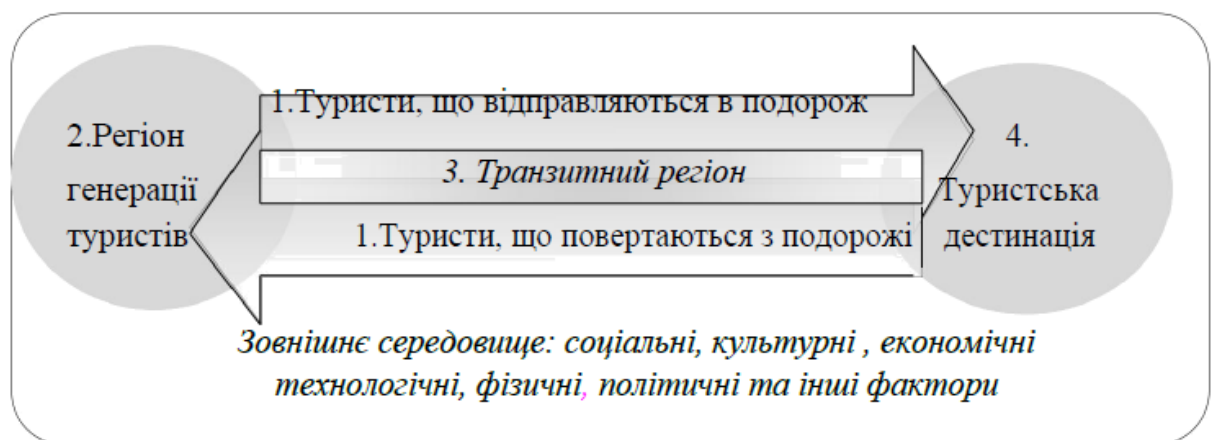 1.Туристи, що відправляються в подорож
2.Регіон
генерації
туристів
3. Транзитний регіон
4.
Туристська
дестинація
1.Туристи, що повертаються з подорожі
Зовнішнє середовище: соціальні, культурні , економічні
технологічні, фізичні, політичні та інші фактори